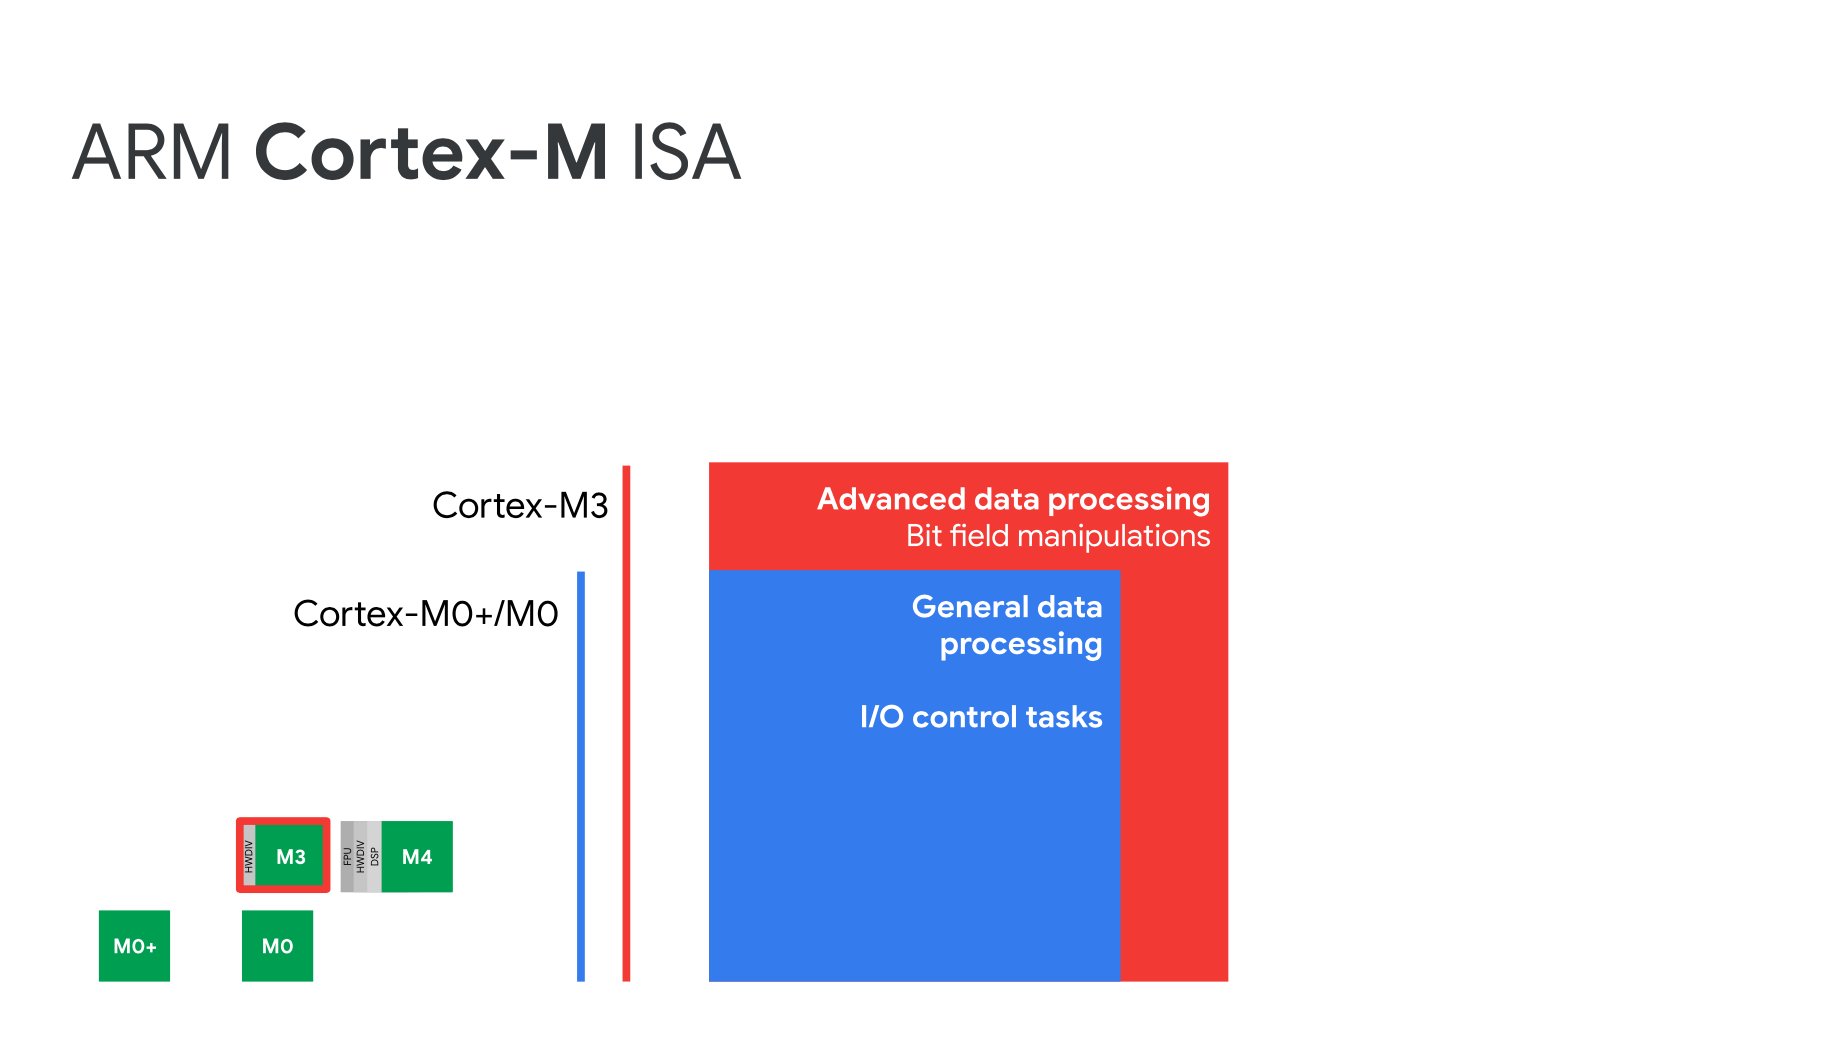 ARM Cortex-M ISA
Cortex-M3
Advanced data processing
Bit field manipulations
Cortex-M0+/M0
General data
processing
I/O control tasks
HWDIV
M3
FPU
HWDIV
DSP
M4
M0+
M0